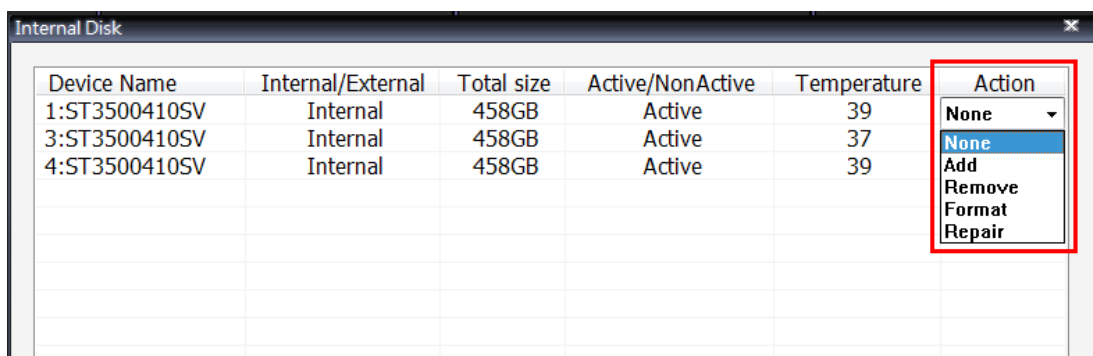 Internal Disk
Device Name Internal/External Total size Active/NonActive Temperature Action
1:ST3500410SV Internal 458GB Active 39 None
3:ST3500410SV Internal 458GB Active 37 None
4:ST3500410SV Internal 458GB Active 39 Add
Remove
Format
Repair